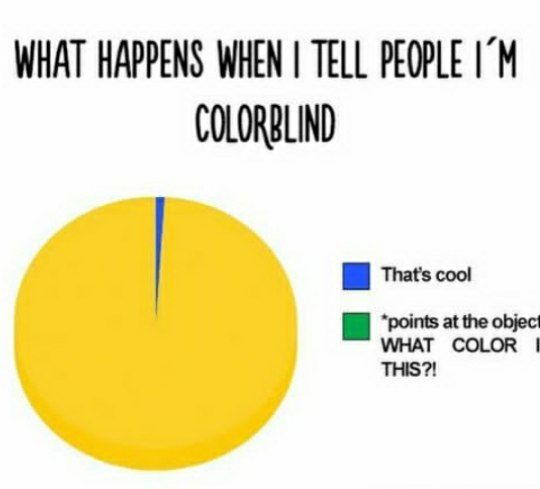 WHAT HAPPENS WHEN I TELL PEOPLE I´M
COLORBLIND
That's cool
*points at the object
WHAT COLOR I
THIS?!